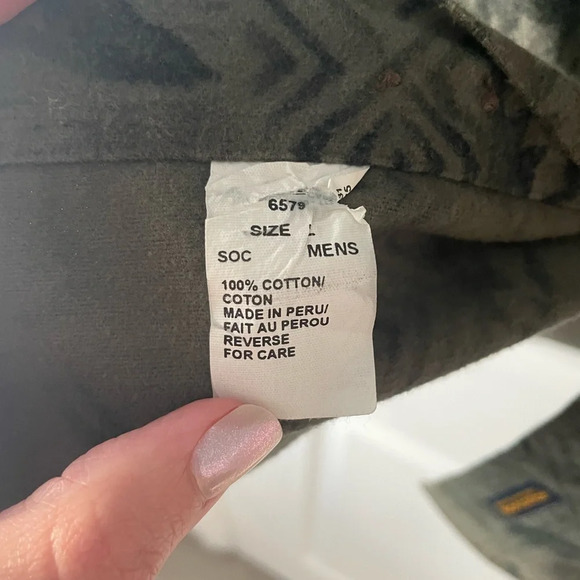 6579
SIZE L
SOC MENS
100% COTTON/
COTON
MADE IN PERU/
FAIT AU PEROU
REVERSE
FOR CARE